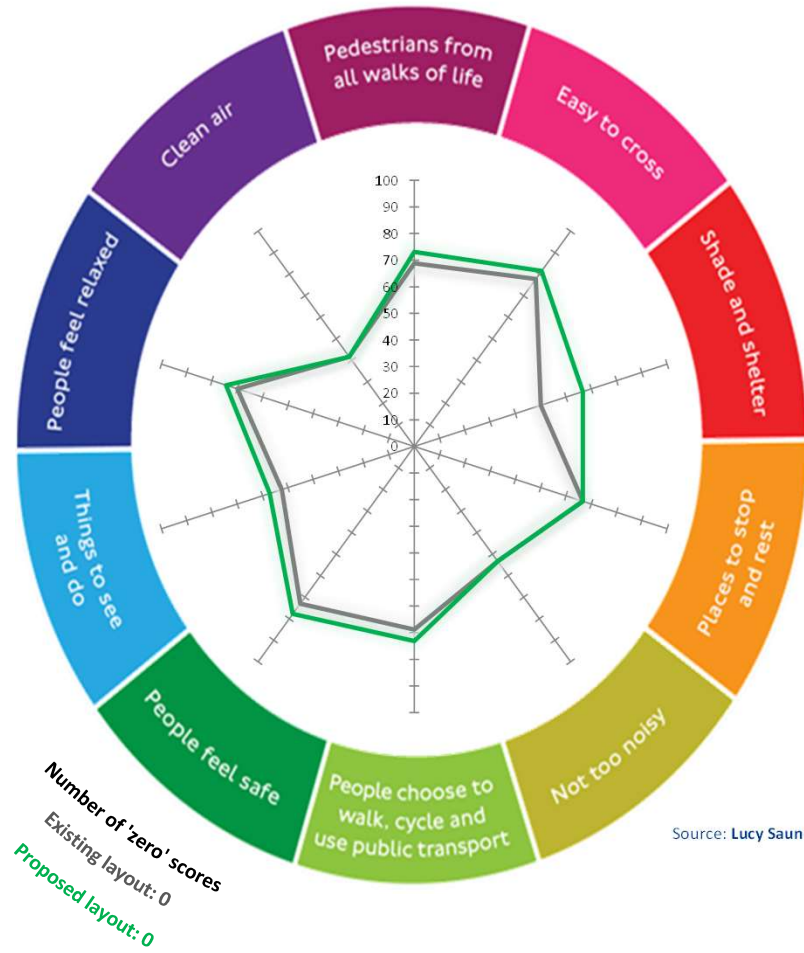 Pedestrians from
all walks of life
Easy to cross
Shade and shelter
Places to stop
and rest
Not too noisy
People choose to
walk, cycle and
use public transport
People feel safe
Things to see
and do
People feel relaxed
Clean air
100
90
80
70
60
50
40
30
20
10
0
Number of 'zero' scores
Existing layout: 0
Proposed layout: 0
Source: Lucy Saun